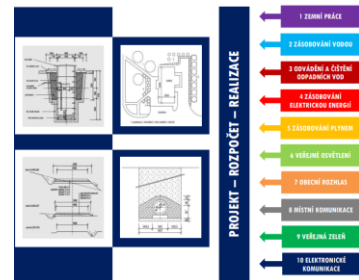 PROJEKT – ROZPOČET – REALIZACE
1 ZEMNÍ PRÁCE
2 ZÁSOBOVÁNÍ VODOU
3 ODVÁDĚNÍ A ČIŠTĚNÍ
ODPADNÍCH VOD
4 ZÁSOBOVÁNÍ
ELEKTRICKOU ENERGIÍ
5 ZÁSOBOVÁNÍ PLYNEM
6 VEŘEJNÉ OSVĚTLENÍ
7 OBECNÍ ROZHLAS
8 MÍSTNÍ KOMUNIKACE
9 VEŘEJNÁ ZELEŇ
10 ELEKTRONICKÉ
KOMUNIKACE